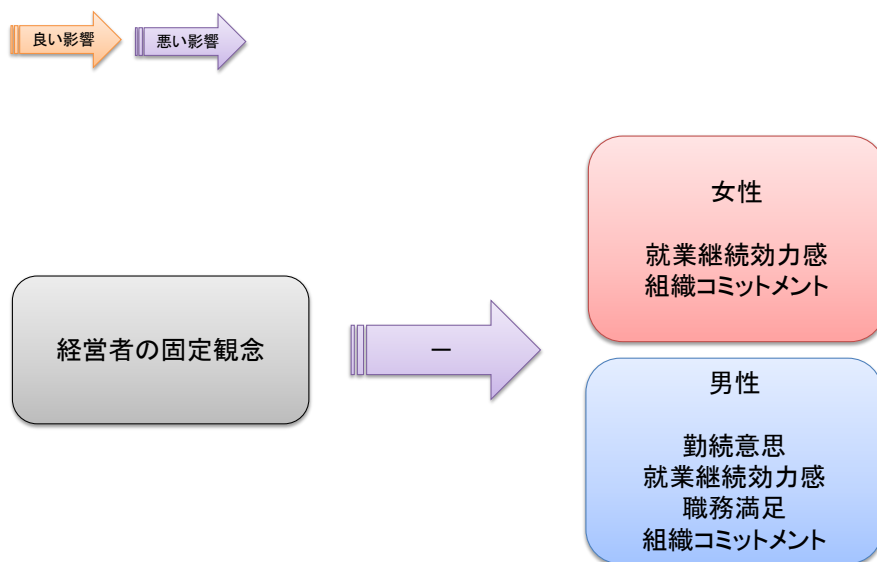 良い影響
悪い影響
女性
就業継続効力感
組織コミットメント
経営者の固定観念
－
男性
勤続意思
就業継続効力感
職務満足
組織コミットメント